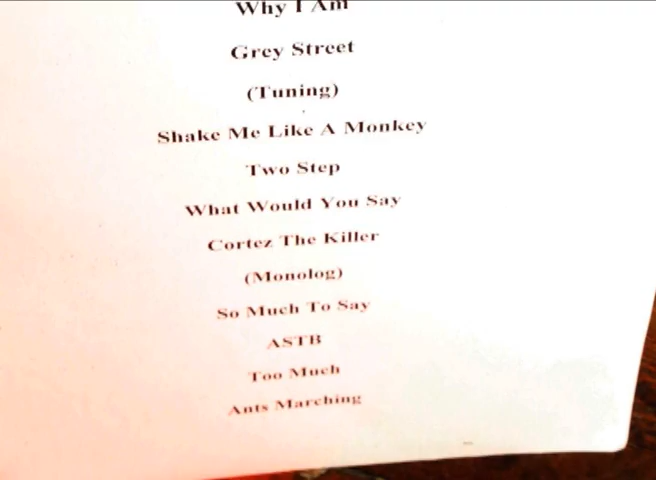 Why I Am
Grey Street
(Tuning)
Shake Me Like A Monkey
Two Step
What Would You Say
Cortez The Killer
(Monolog)
So Much To Say
ASTB
Too Much
Ants Marching